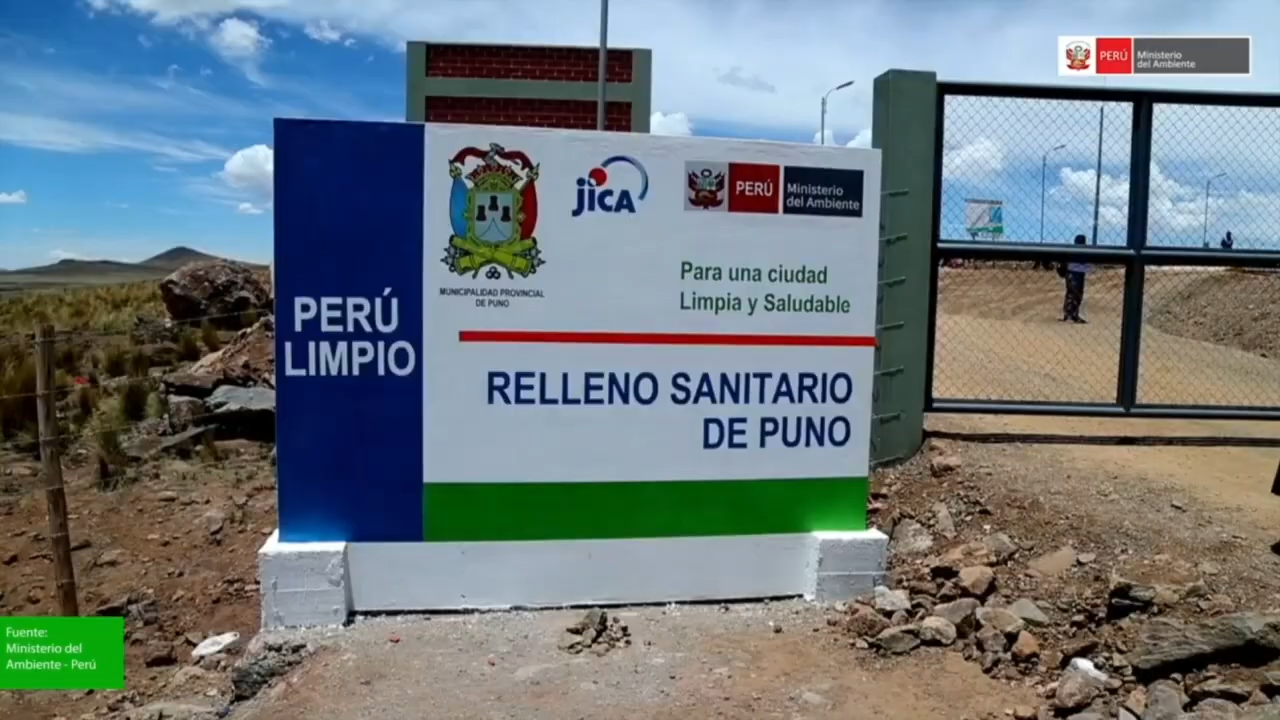 PERÚ
Ministerio
del Ambiente
PERÚ
LIMPIO
MUNICIPALIDAD PROVINCIAL
DE PUNO
JICA
PERÚ
Ministerio
del Ambiente
Para una ciudad
Limpia y Saludable
RELLENO SANITARIO
DE PUNO
Fuente:
Ministerio del
Ambiente - Perú